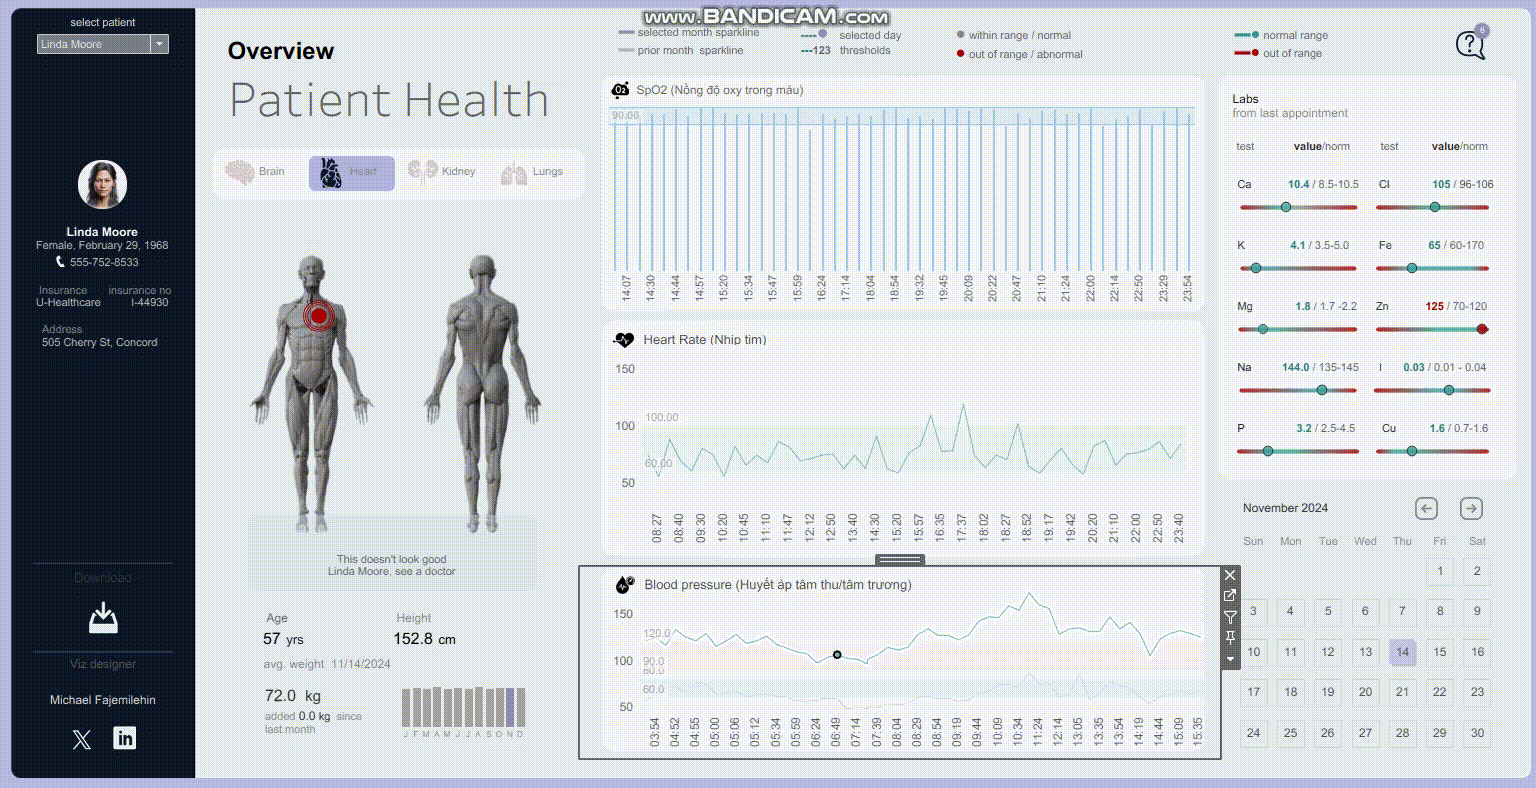 www.BANDICAM.com
select patient
Linda Moore
Linda Moore
Female, February 29, 1968
555-752-8533
Insurance insurance no
U-Healthcare I-44930
Address
505 Cherry St, Concord
Download
Viz designer
Michael Fajemilehin
in
Overview
Patient Health
Brain Heart Kidney Lungs
This doesn't look good
Linda Moore, see a doctor
Age Height
57 yrs 152.8 cm
avg. weight 11/14/2024
72.0 kg
added 0.0 kg since
last month
J F M A M J J A S O N D
selected month sparkline
prior month sparkline
selected day
123 thresholds
within range / normal
out of range / abnormal
normal range
out of range
O2 SpO2 (Nồng độ oxy trong máu)
90.00
14:07 14:30 14:44 14:57 15:20 15:34 15:47 15:59 16:24 17:14 18:04 18:54 19:32 19:45 20:09 20:22 20:47 21:10 21:24 22:00 22:14 22:50 23:29 23:54
Heart Rate (Nhịp tim)
150
100.00
100
60.00
50
08:27 08:40 09:30 10:20 10:45 11:10 11:47 12:12 12:50 13:40 14:30 15:20 15:57 16:35 17:37 18:02 18:27 18:52 19:17 19:42 20:20 21:10 22:00 22:50 23:40
Blood pressure (Huyết áp tâm thu/tâm trương)
150
120.0
100
90.0
80.0
60.0
50
03:54 04:52 04:55 05:00 05:06 05:12 05:34 05:59 06:24 06:49 07:14 07:39 08:04 08:29 08:54 09:19 09:44 10:09 10:34 11:24 12:14 13:05 13:35 13:54 14:19 14:44 15:09 15:35
Labs
from last appointment
test value/norm test value/norm
Ca 10.4 / 8.5-10.5 Cl 105 / 96-106
K 4.1 / 3.5-5.0 Fe 65 / 60-170
Mg 1.8 / 1.7 -2.2 Zn 125 / 70-120
Na 144.0 / 135-145 I 0.03 / 0.01 - 0.04
P 3.2 / 2.5-4.5 Cu 1.6 / 0.7-1.6
November 2024
Sun Mon Tue Wed Thu Fri Sat
1 2
3 4 5 6 7 8 9
10 11 12 13 14 15 16
17 18 19 20 21 22 23
24 25 26 27 28 29 30